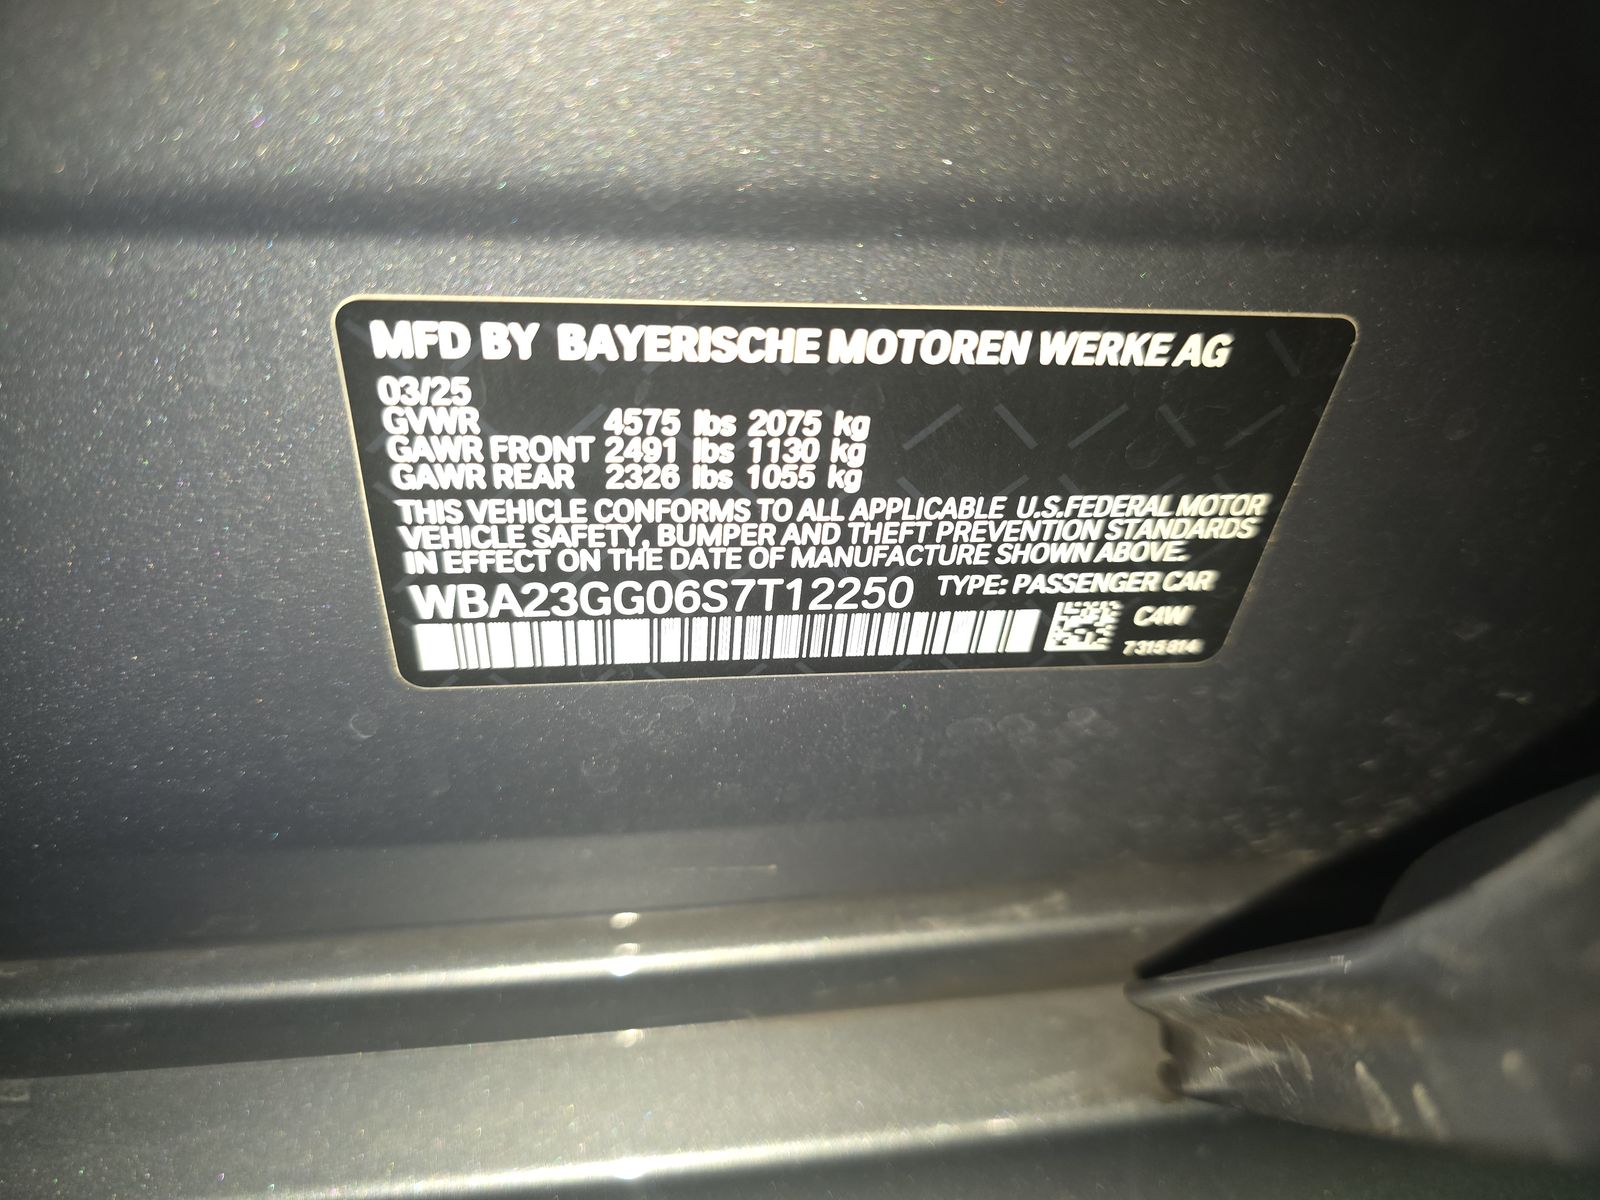 MFD BY BAYERISCHE MOTOREN WERKE AG
03/25
GVWR 4575 lbs 2075 kg
GAWR FRONT 2491 lbs 1130 kg
GAWR REAR 2326 lbs 1055 kg
THIS VEHICLE CONFORMS TO ALL APPLICABLE U.S.FEDERAL MOTOR
VEHICLE SAFETY, BUMPER AND THEFT PREVENTION STANDARDS
IN EFFECT ON THE DATE OF MANUFACTURE SHOWN ABOVE.
WBA23GG06S7T12250 TYPE: PASSENGER CAR
C4W
7315814